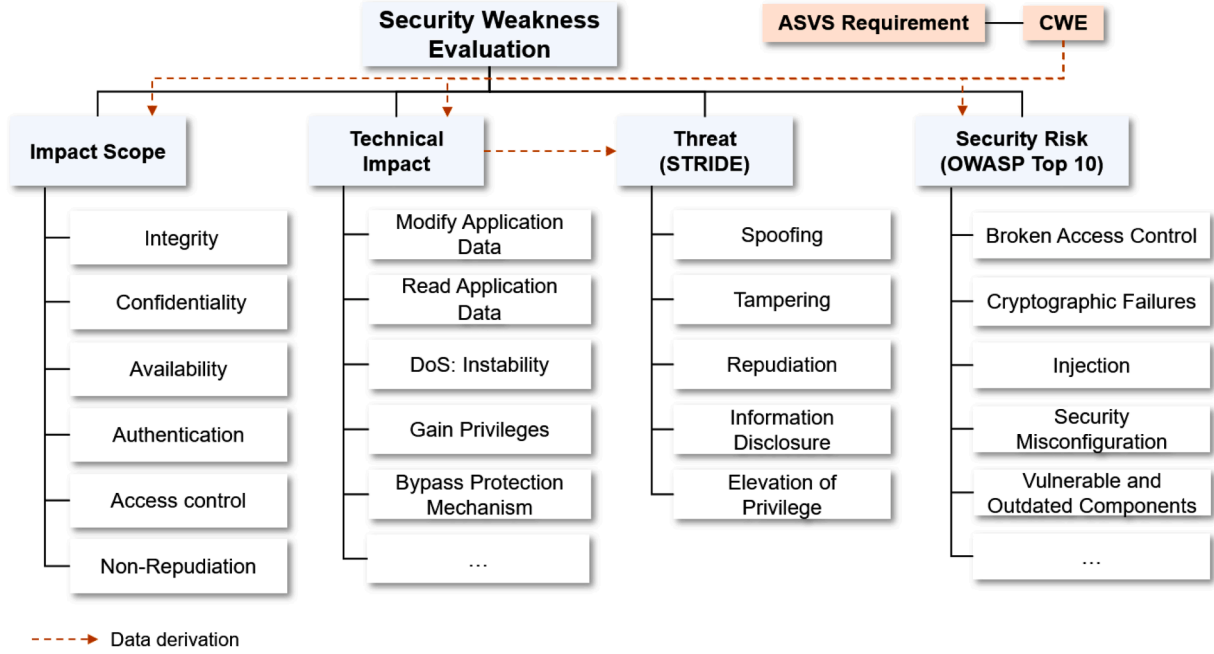 Security Weakness
Evaluation
ASVS Requirement
CWE
Impact Scope
Technical
Impact
Threat
(STRIDE)
Security Risk
(OWASP Top 10)
Integrity
Confidentiality
Availability
Authentication
Access control
Non-Repudiation
Modify Application
Data
Read Application
Data
DoS: Instability
Gain Privileges
Bypass Protection
Mechanism
...
Spoofing
Tampering
Repudiation
Information
Disclosure
Elevation of
Privilege
Broken Access Control
Cryptographic Failures
Injection
Security
Misconfiguration
Vulnerable and
Outdated Components
...
Data derivation